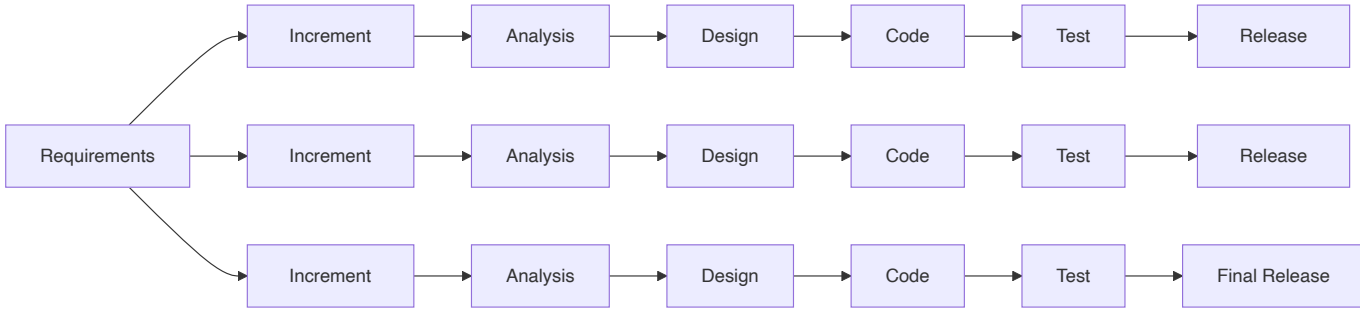 Increment Analysis Design Code Test Release
Requirements Increment Analysis Design Code Test Release
Increment Analysis Design Code Test Final Release